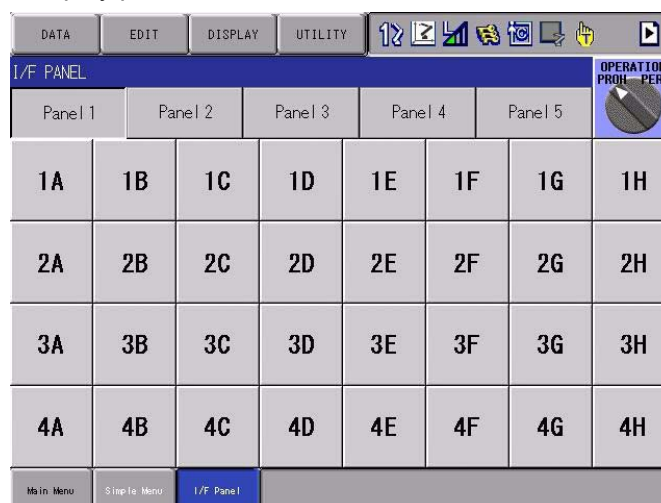 DATA EDIT DISPLAY UTILITY
I/F PANEL
OPERATION
PROH PER
Panel 1 Panel 2 Panel 3 Panel 4 Panel 5
1A 1B 1C 1D 1E 1F 1G 1H
2A 2B 2C 2D 2E 2F 2G 2H
3A 3B 3C 3D 3E 3F 3G 3H
4A 4B 4C 4D 4E 4F 4G 4H
Main Menu Simple Menu I/F Panel